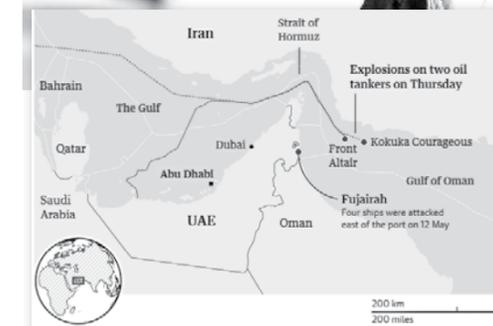 Strait of
Hormuz
Iran
Explosions on two oil
tankers on Thursday
Bahrain
The Gulf
Qatar
Dubai
Front
Altair
Kokuka Courageous
Abu Dhabi
Gulf of Oman
Saudi
Arabia
Fujairah
Four ships were attacked
east of the port on 12 May
UAE
Oman
200 km
200 miles